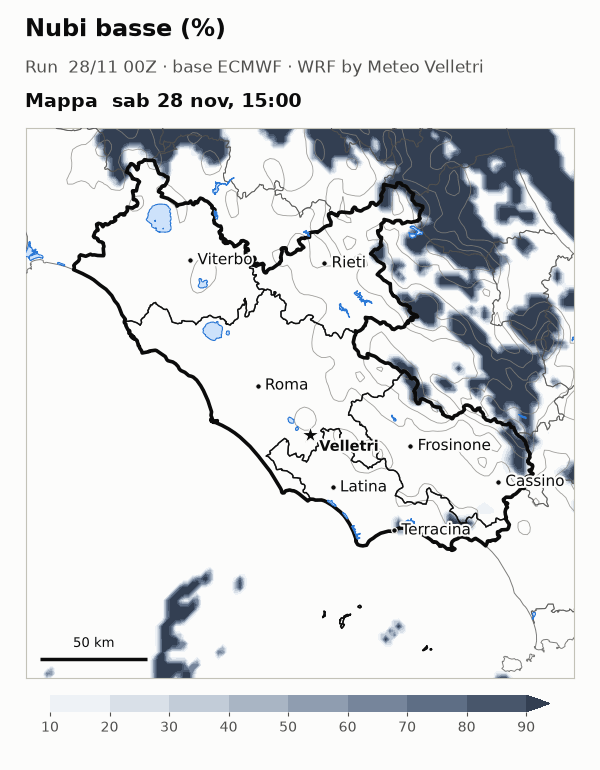 Nubi basse (%)
Run 28/11 00Z · base ECMWF · WRF by Meteo Velletri
Mappa sab 28 nov, 15:00
Viterbo
Rieti
Roma
Velletri
Frosinone
Cassino
Latina
Terracina
50 km
10 20 30 40 50 60 70 80 90